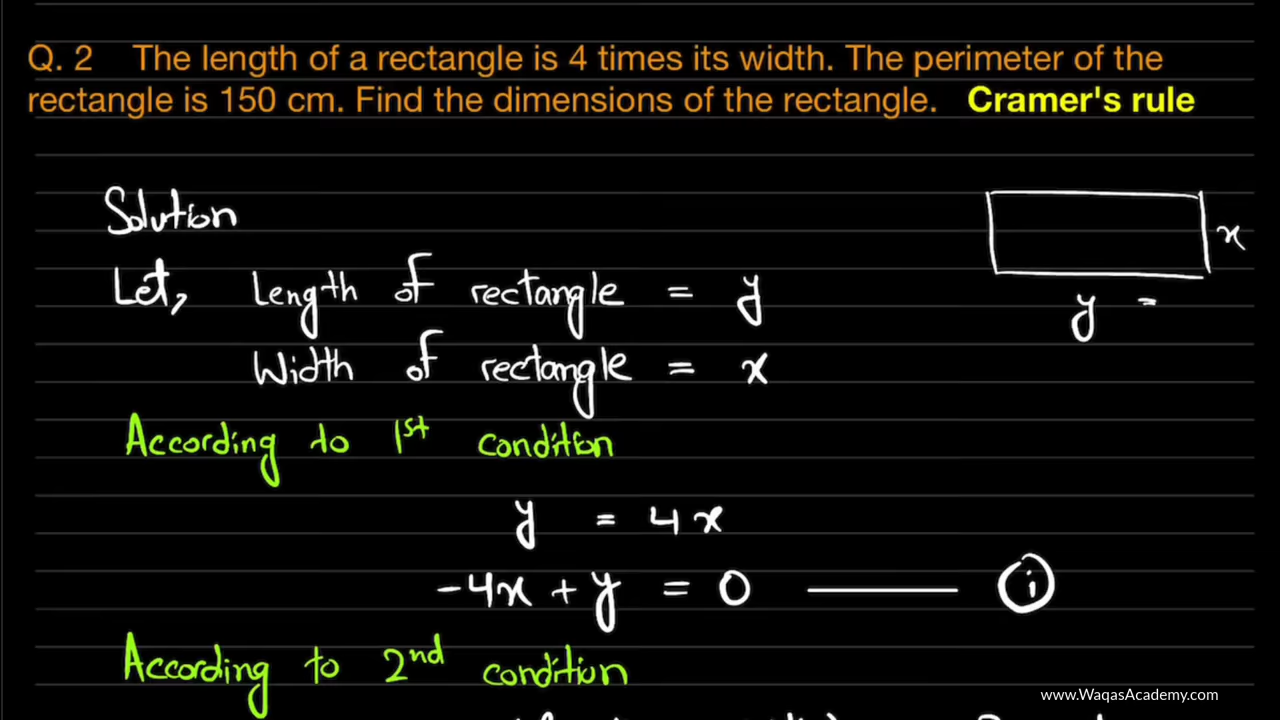 Q. 2 The length of a rectangle is 4 times its width. The perimeter of the
rectangle is 150 cm. Find the dimensions of the rectangle. Cramer's rule
Solution
x
Let, Length of rectangle = y
y =
Width of rectangle = x
According to 1st condition
y = 4x
-4x + y = 0 ——— (i)
According to 2nd condition
www.WaqasAcademy.com